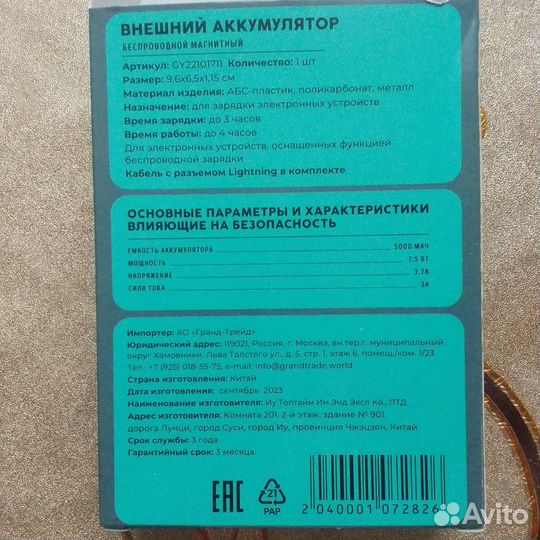 ВНЕШНИЙ АККУМУЛЯТОР
БЕСПРОВОДНОЙ МАГНИТНЫЙ
Артикул: GY22101711. Количество: 1 шт
Размер: 9,6х6,5х1,15 см
Материал изделия: АБС-пластик, поликарбонат, металл
Назначение: для зарядки электронных устройств
Время зарядки: до 3 часов
Время работы: до 4 часов
Для электронных устройств, оснащенных функцией
беспроводной зарядки
Кабель с разъемом Lightning в комплекте
ОСНОВНЫЕ ПАРАМЕТРЫ И ХАРАКТЕРИСТИКИ
ВЛИЯЮЩИЕ НА БЕЗОПАСНОСТЬ
ЕМКОСТЬ АККУМУЛЯТОРА 5000 МАЧ
МОЩНОСТЬ 7,5 ВТ
НАПРЯЖЕНИЕ 3,7В
СИЛА ТОКА 3А
Импортер: АО «Гранд-Трейд»
Юридический адрес: 119021, Россия, г. Москва, вн.тер.г. муниципальный
округ Хамовники, Льва Толстого ул., д. 5, стр. 1, этаж 6, помещ./ком. 1/23
Тел.: +7 (925) 018-55-75, e-mail: info@grandtrade.world
Страна изготовления: Китай
Дата изготовления: сентябрь 2023
Наименование изготовителя: Иу Топтайм Им Энд Эксп Ко., ЛТД
Адрес изготовителя: Комната 201, 2-й этаж, здание № 901,
дорога Лунци, город Суси, город Иу, провинция Чжэцзян, Китай
Срок службы: 3 года.
Гарантийный срок: 3 месяца.
EAC
21
PAP
2 040001 072826
Avito